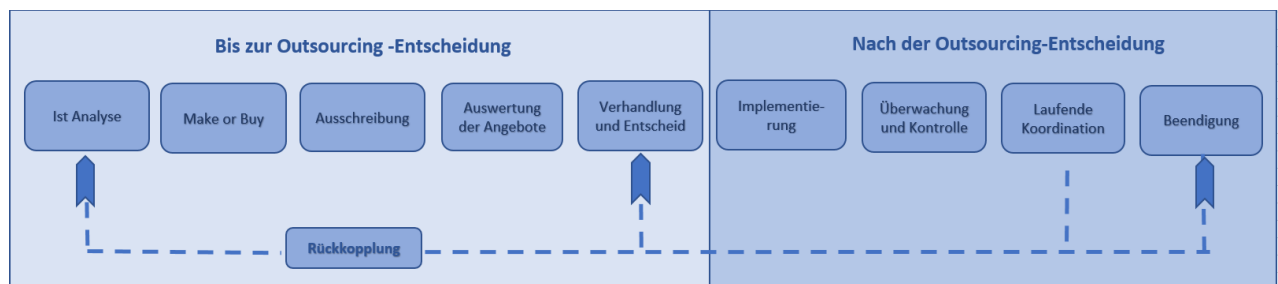 Bis zur Outsourcing -Entscheidung
Nach der Outsourcing-Entscheidung
Ist Analyse
Make or Buy
Ausschreibung
Auswertung
der Angebote
Verhandlung
und Entscheid
Implementie-
rung
Überwachung
und Kontrolle
Laufende
Koordination
Beendigung
Rückkopplung